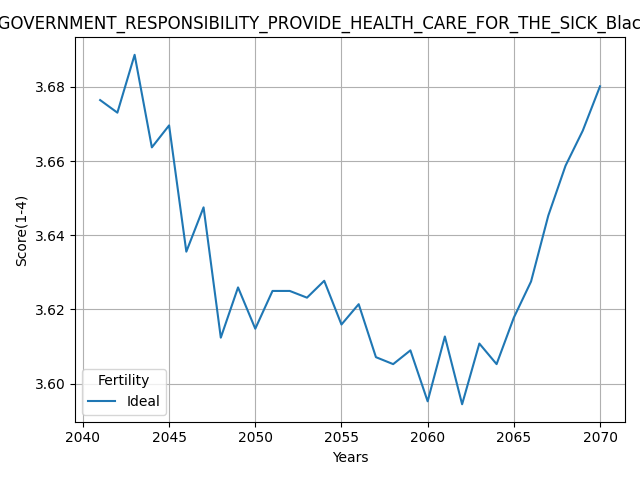 GOVERNMENT_RESPONSIBILITY_PROVIDE_HEALTH_CARE_FOR_THE_SICK_Blac
3.68
3.66
3.64
3.62
3.60
Score(1-4)
Fertility
Ideal
2040 2045 2050 2055 2060 2065 2070
Years